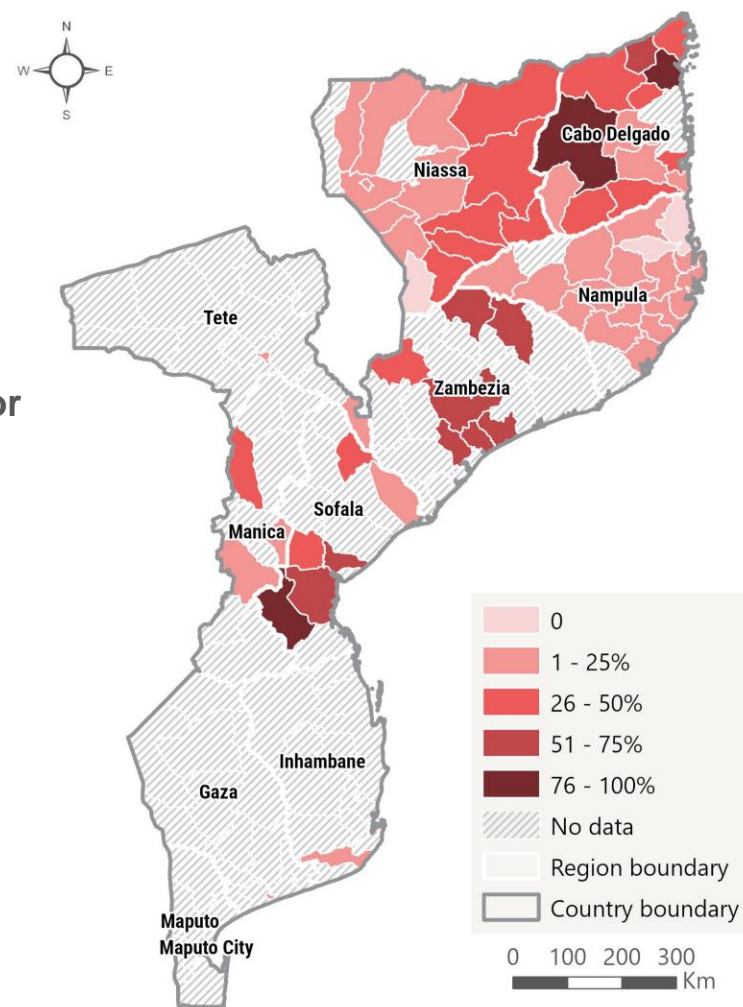 N
W E
S
Cabo Delgado
Niassa
Nampula
Tete
or
Zambezia
Sofala
Manica
Inhambane
Gaza
Maputo
Maputo City
0
1 - 25%
26 - 50%
51 - 75%
76 - 100%
No data
Region boundary
Country boundary
0 100 200 300
Km